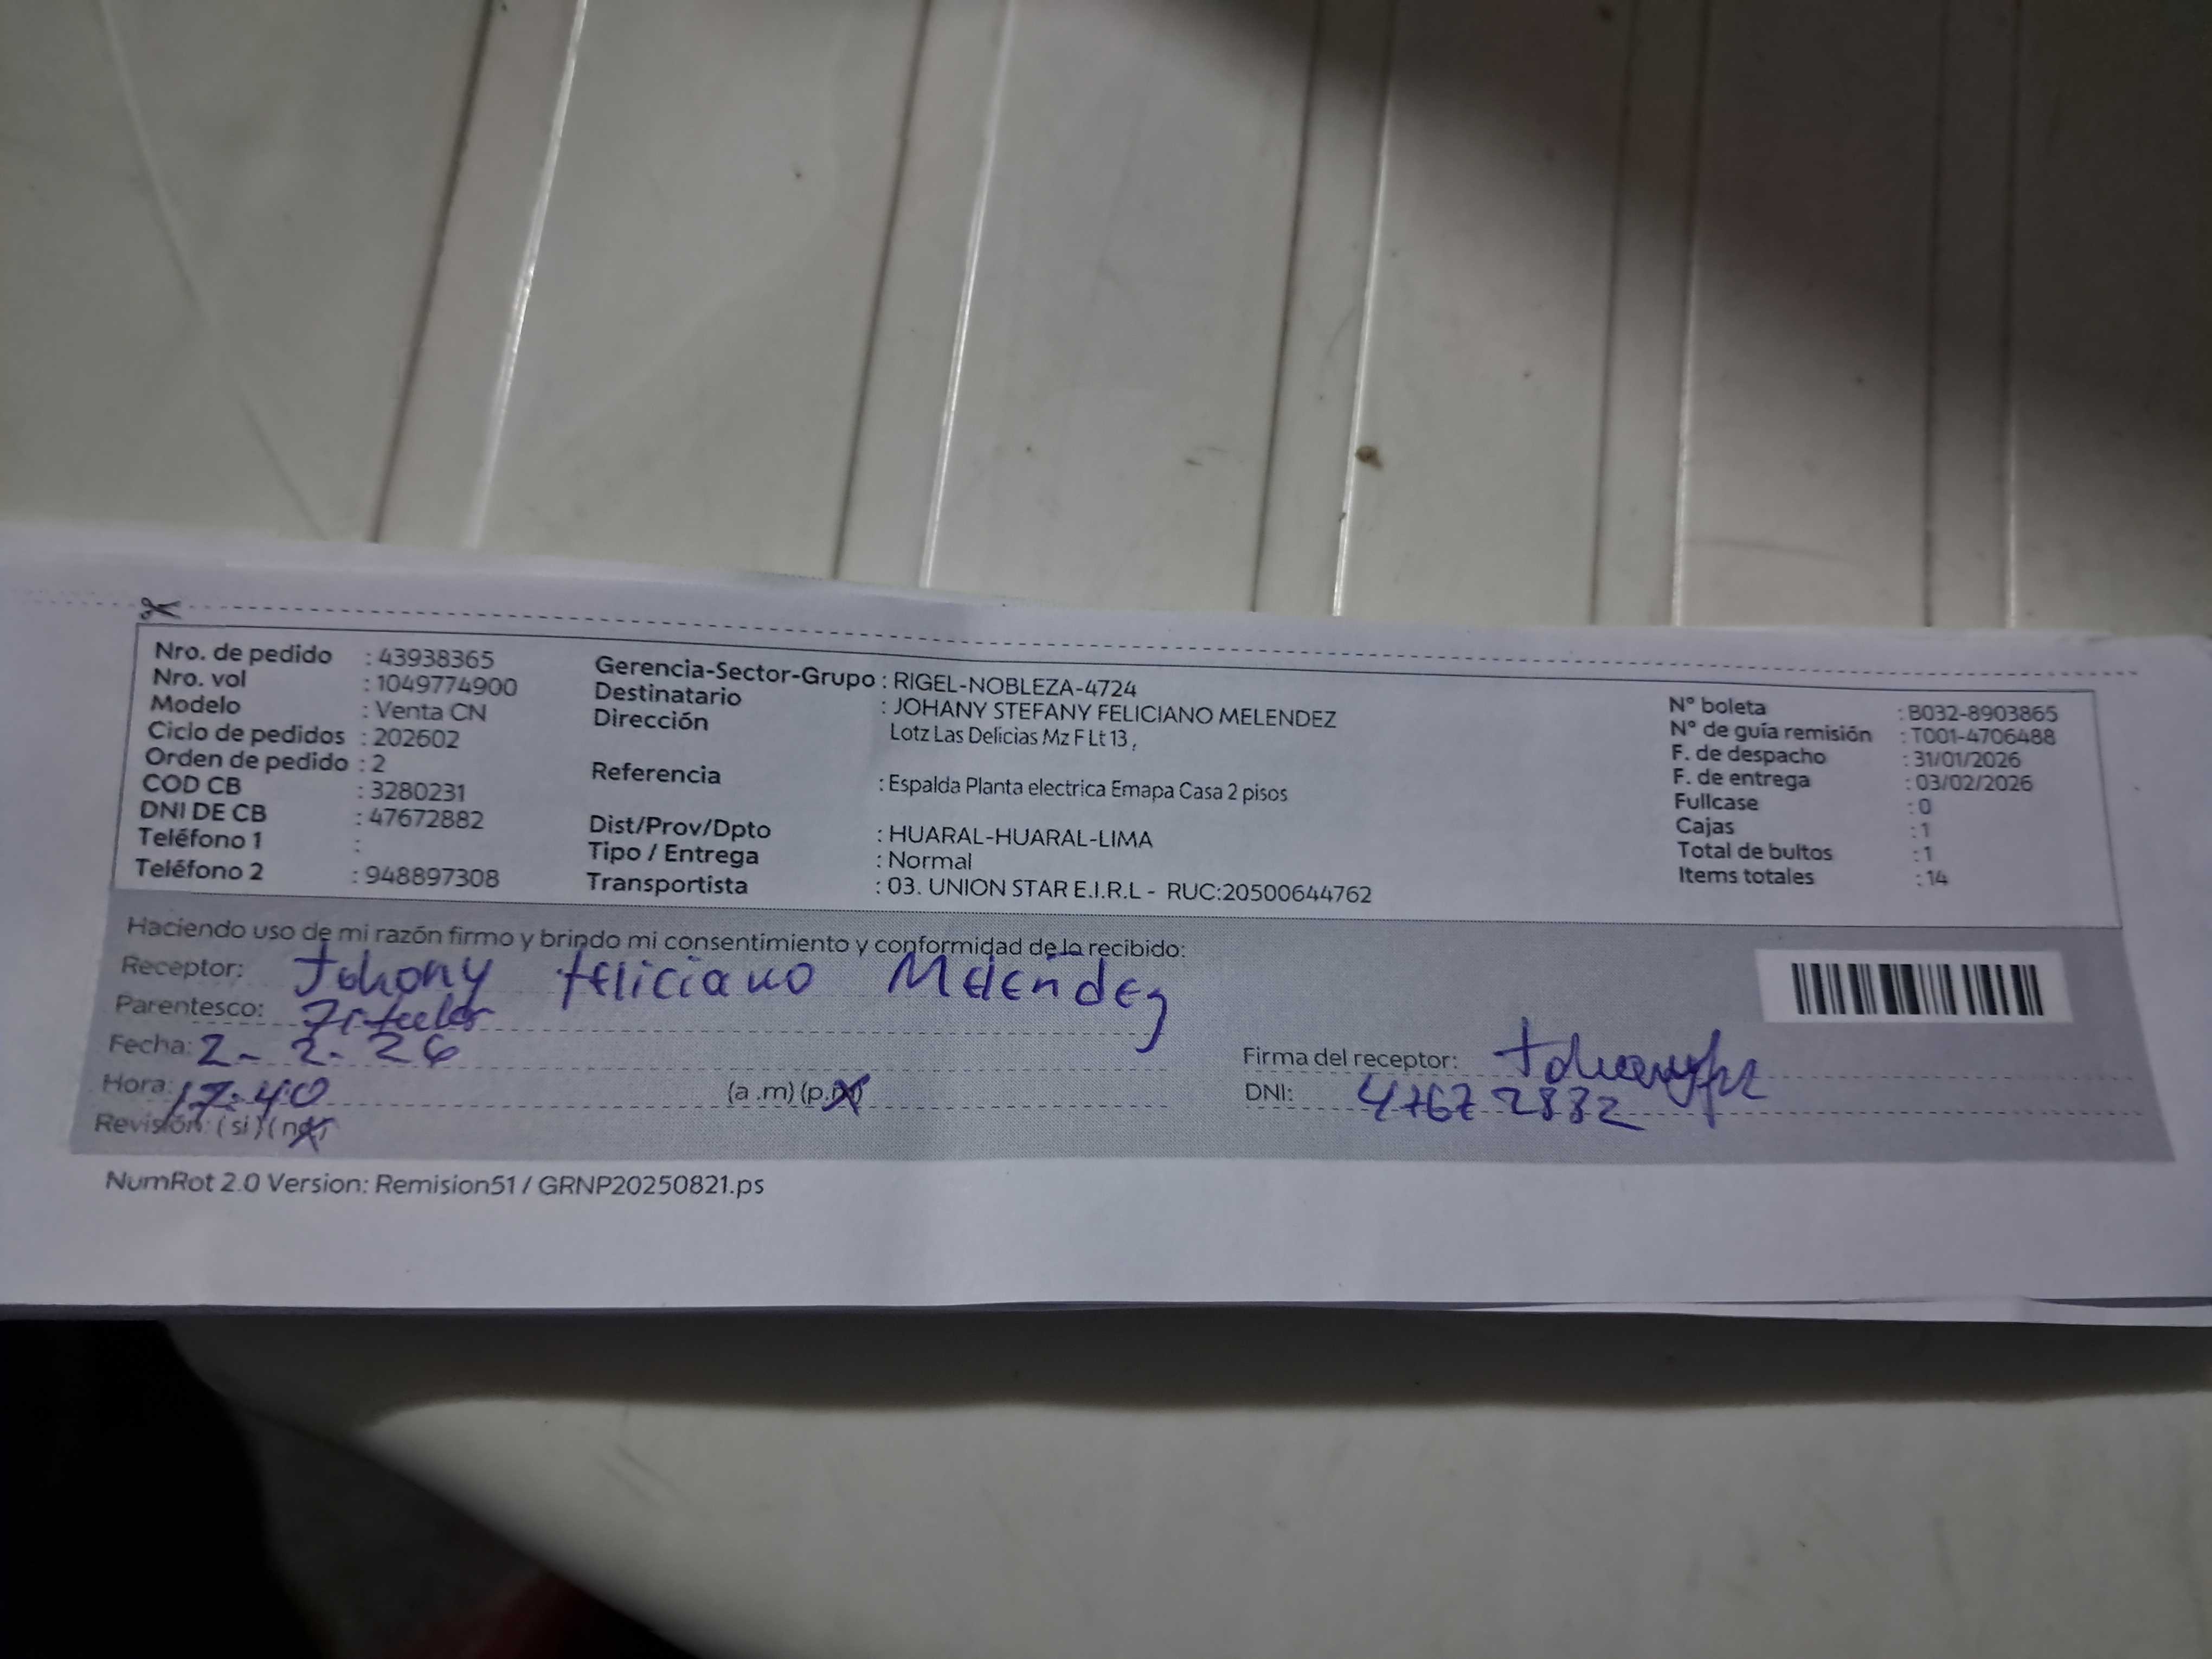 Nro. de pedido : 43938365
Nro. vol : 1049774900
Modelo : Venta CN
Ciclo de pedidos : 202602
Orden de pedido : 2
COD CB : 3280231
DNI DE CB : 47672882
Teléfono 1 :
Teléfono 2 : 948897308
Gerencia-Sector-Grupo : RIGEL-NOBLEZA-4724
Destinatario : JOHANY STEFANY FELICIANO MELENDEZ
Dirección Lotz Las Delicias Mz F Lt 13 ,
Referencia : Espalda Planta electrica Emapa Casa 2 pisos
Dist/Prov/Dpto : HUARAL-HUARAL-LIMA
Tipo / Entrega : Normal
Transportista : 03. UNION STAR E.I.R.L - RUC:20500644762
N° boleta : B032-8903865
N° de guía remisión : T001-4706488
F. de despacho : 31/01/2026
F. de entrega : 03/02/2026
Fullcase : 0
Cajas : 1
Total de bultos : 1
Items totales : 14
Haciendo uso de mi razón firmo y brindo mi consentimiento y conformidad de lo recibido:
Receptor: Johany Feliciano Melendez
Parentesco: Titular
Fecha: 2-2-26
Hora: 17:40 (a.m) (p.m)
Revisión: (si) (no)
Firma del receptor:
DNI: 47672882
NumRot 2.0 Version: Remision51 / GRNP20250821.ps